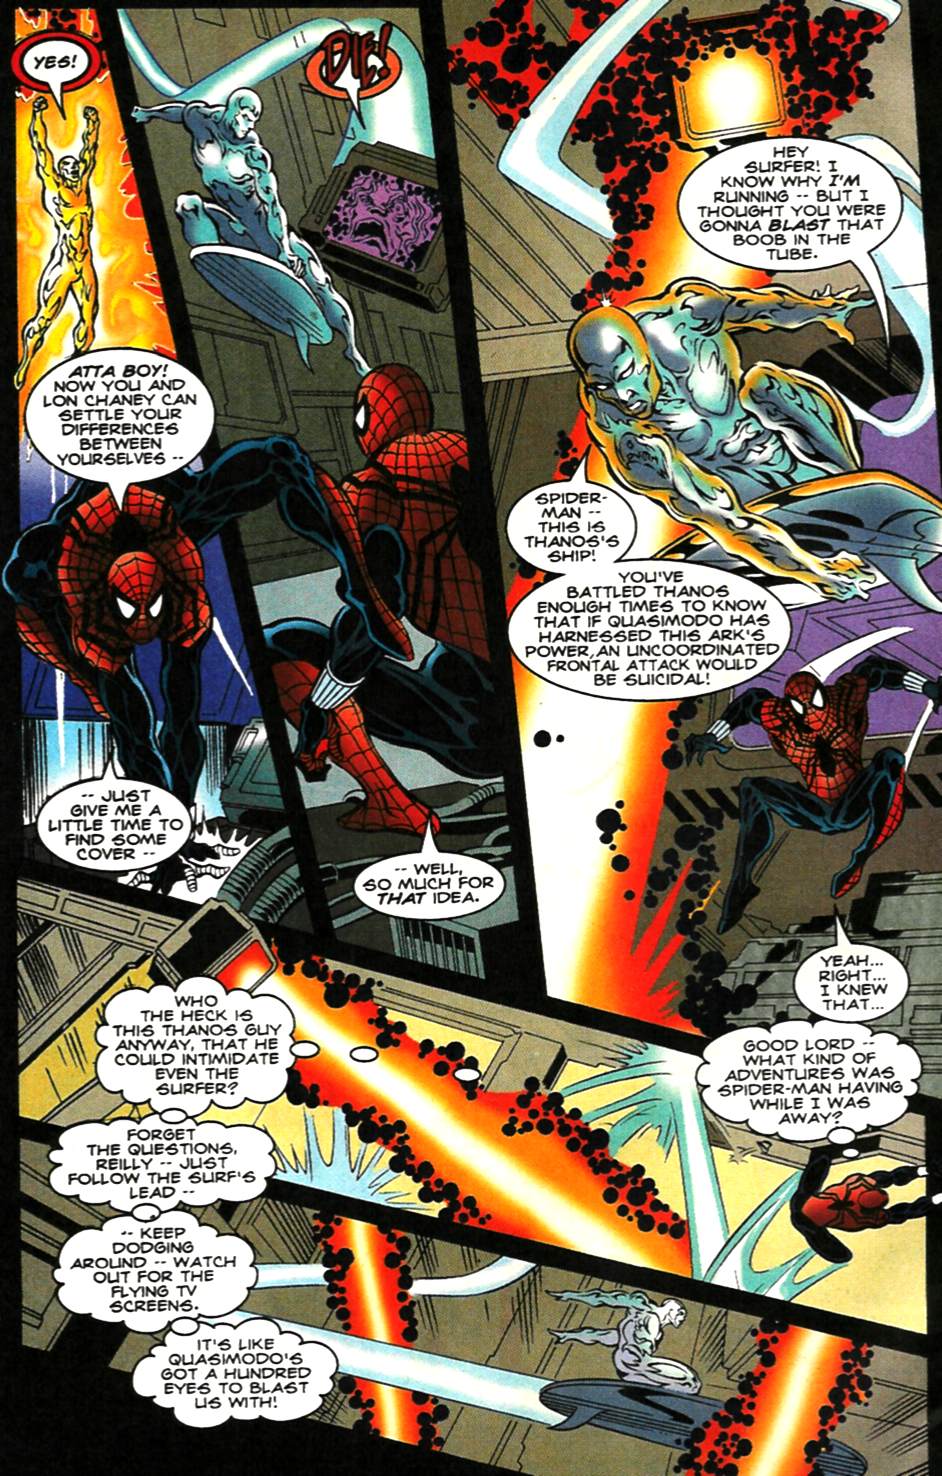 YES!
ATTA BOY!
NOW YOU AND
LON CHANEY CAN
SETTLE YOUR
DIFFERENCES
BETWEEN
YOURSELVES --
-- JUST
GIVE ME A
LITTLE TIME TO
FIND SOME
COVER --
DIE!
-- WELL,
SO MUCH FOR
THAT IDEA.
HEY
SURFER! I
KNOW WHY I'M
RUNNING -- BUT I
THOUGHT YOU WERE
GONNA BLAST THAT
BOOB IN THE
TUBE.
SPIDER-
MAN --
THIS IS
THANOS'S
SHIP!
YOU'VE
BATTLED THANOS
ENOUGH TIMES TO KNOW
THAT IF QUASIMODO HAS
HARNESSED THIS ARK'S
POWER, AN UNCOORDINATED
FRONTAL ATTACK WOULD
BE SUICIDAL!
YEAH...
RIGHT...
I KNEW
THAT...
WHO
THE HECK IS
THIS THANOS GUY
ANYWAY, THAT HE
COULD INTIMIDATE
EVEN THE
SURFER?
GOOD LORD --
WHAT KIND OF
ADVENTURES WAS
SPIDER-MAN HAVING
WHILE I WAS
AWAY?
FORGET
THE QUESTIONS,
REILLY -- JUST
FOLLOW THE SURF'S
LEAD --
-- KEEP
DODGING
AROUND -- WATCH
OUT FOR THE
FLYING TV
SCREENS.
IT'S LIKE
QUASIMODO'S
GOT A HUNDRED
EYES TO BLAST
US WITH!